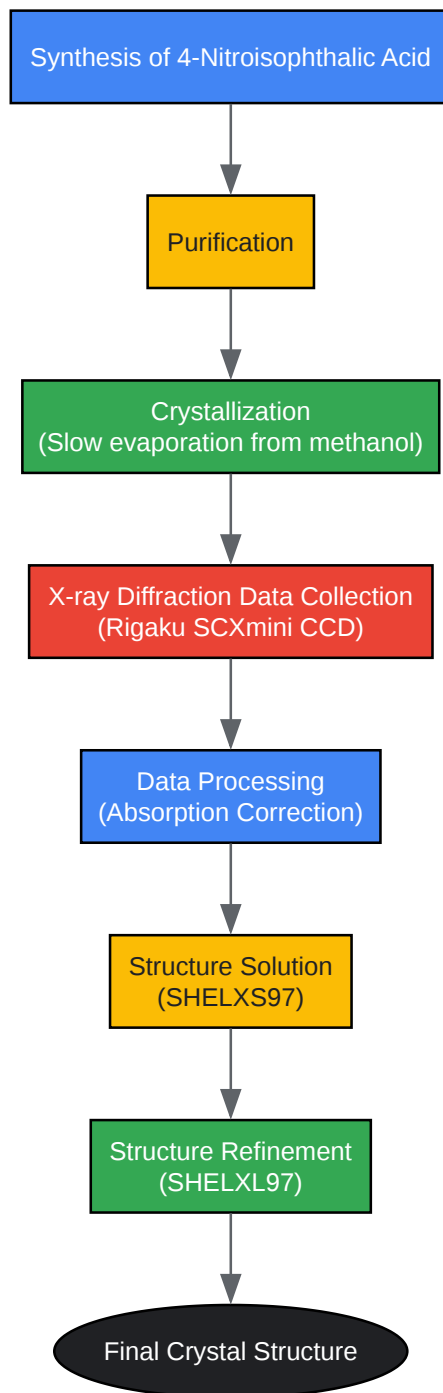 Synthesis of 4-Nitroisophthalic Acid
Purification
Crystallization
(Slow evaporation from methanol)
X-ray Diffraction Data Collection
(Rigaku SCXmini CCD)
Data Processing
(Absorption Correction)
Structure Solution
(SHELXS97)
Structure Refinement
(SHELXL97)
Final Crystal Structure